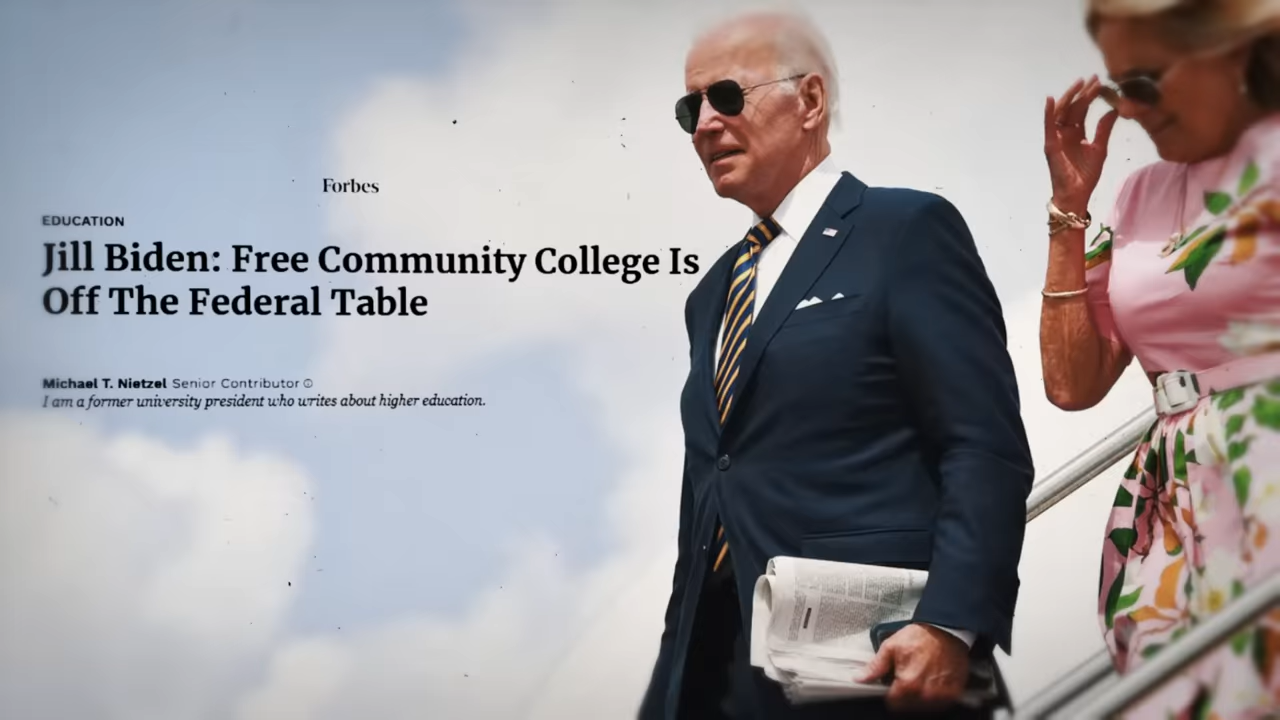 Forbes
EDUCATION
Jill Biden: Free Community College Is
Off The Federal Table
Michael T. Nietzel Senior Contributor
I am a former university president who writes about higher education.